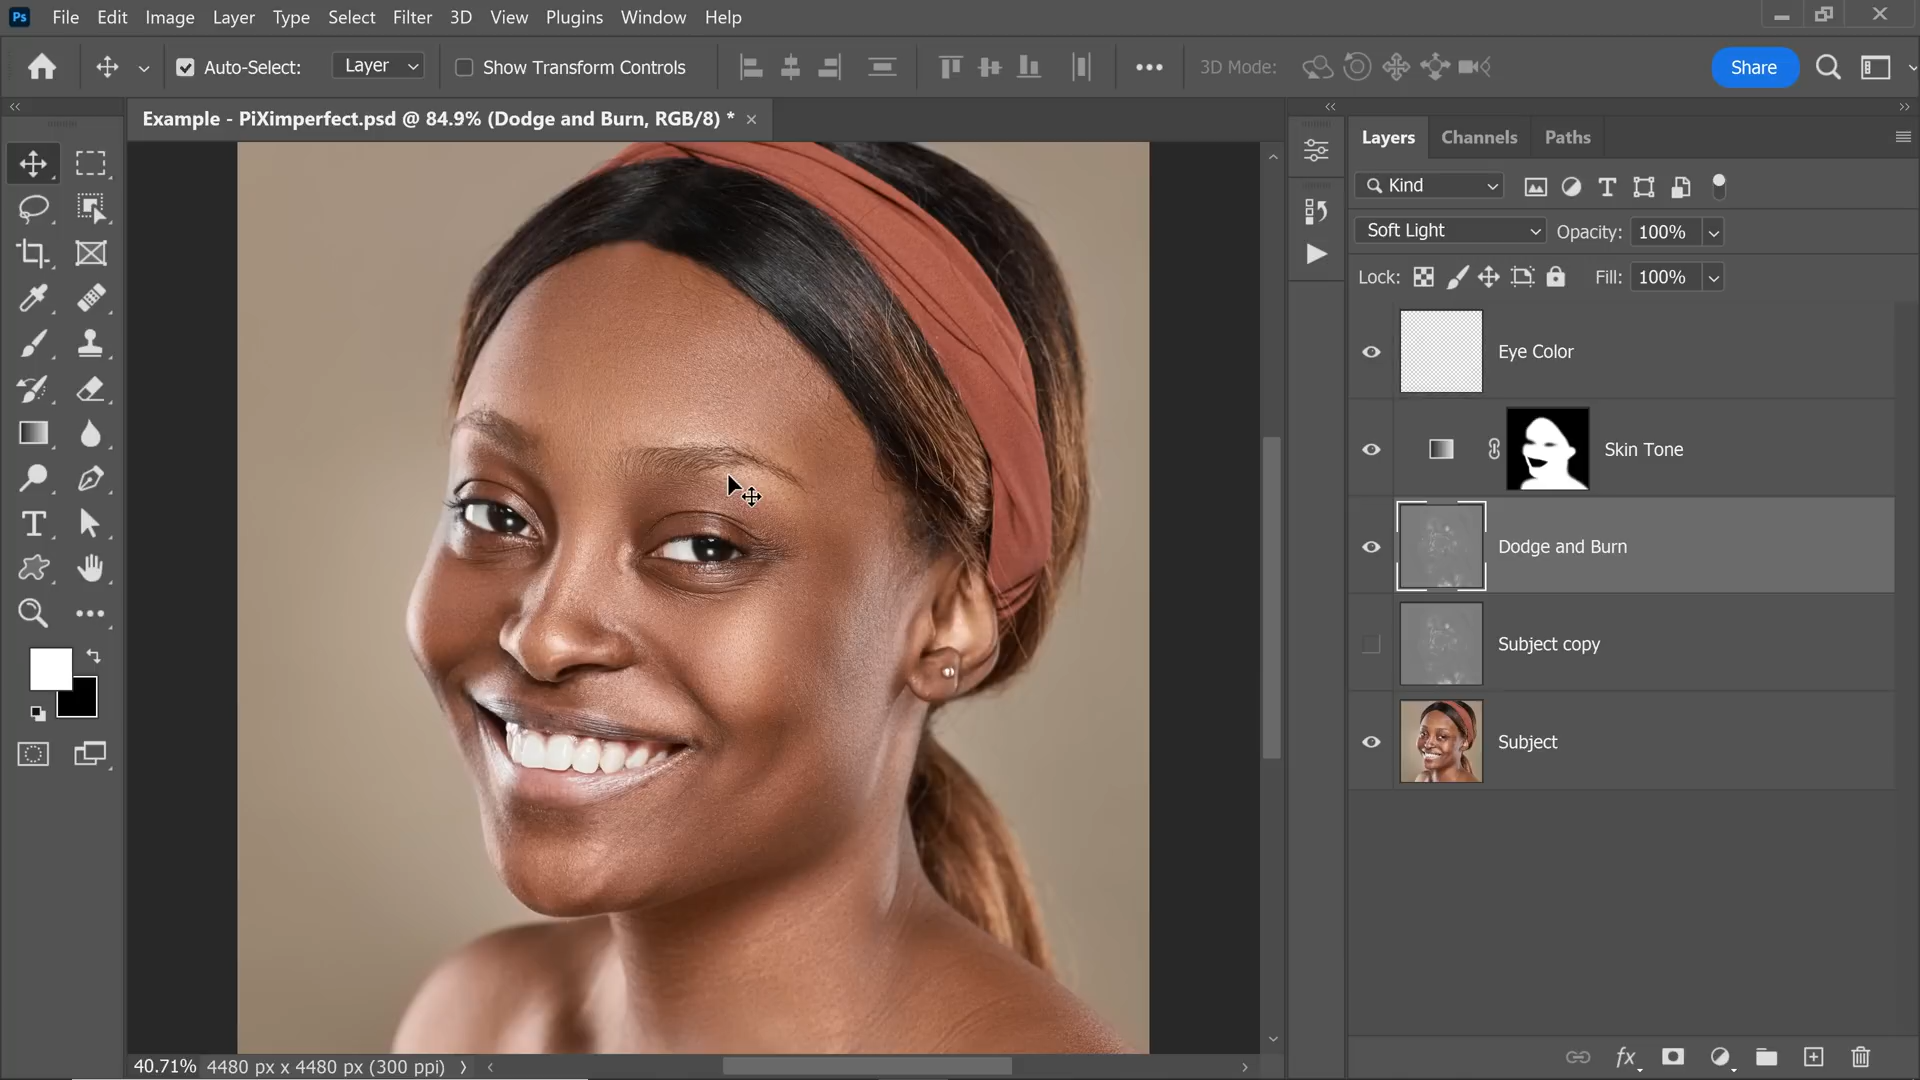 Ps File Edit Image Layer Type Select Filter 3D View Plugins Window Help
Auto-Select: Layer Show Transform Controls ••• 3D Mode: Share
Example - PiXimperfect.psd @ 84.9% (Dodge and Burn, RGB/8) *
Layers Channels Paths
Kind
Soft Light Opacity: 100%
Lock: Fill: 100%
Eye Color
Skin Tone
Dodge and Burn
Subject copy
Subject
40.71% 4480 px x 4480 px (300 ppi)
fx